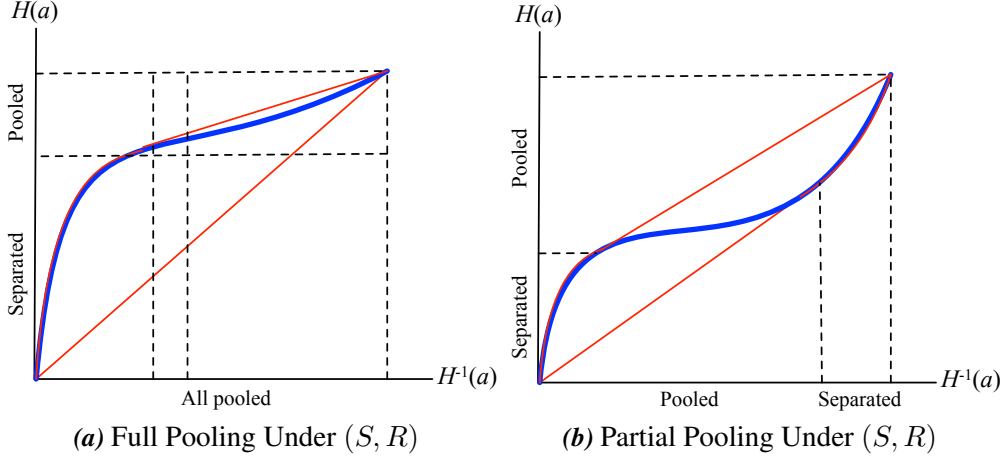 H(a)
Pooled
Separated
H⁻¹(a)
All pooled
(a) Full Pooling Under (S, R)
H(a)
Pooled
Separated
H⁻¹(a)
Pooled
Separated
(b) Partial Pooling Under (S, R)